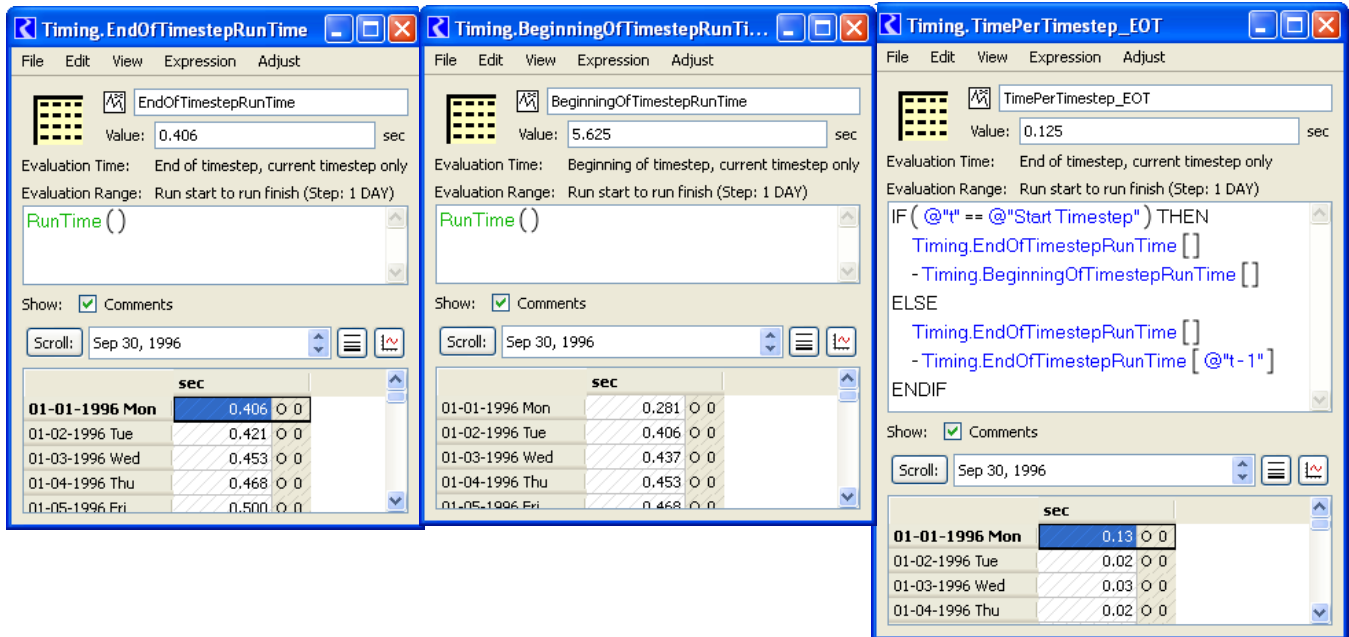 Timing.EndOfTimestepRunTime
File Edit View Expression Adjust
EndOfTimestepRunTime
Value: 0.406 sec
Evaluation Time: End of timestep, current timestep only
Evaluation Range: Run start to run finish (Step: 1 DAY)
RunTime()
Show: Comments
Scroll: Sep 30, 1996
sec
01-01-1996 Mon 0.406 O 0
01-02-1996 Tue 0.421 O 0
01-03-1996 Wed 0.453 O 0
01-04-1996 Thu 0.468 O 0
01-05-1996 Fri 0.500 O 0
Timing.BeginningOfTimestepRunTi...
File Edit View Expression Adjust
BeginningOfTimestepRunTime
Value: 5.625 sec
Evaluation Time: Beginning of timestep, current timestep only
Evaluation Range: Run start to run finish (Step: 1 DAY)
RunTime()
Show: Comments
Scroll: Sep 30, 1996
sec
01-01-1996 Mon 0.281 O 0
01-02-1996 Tue 0.406 O 0
01-03-1996 Wed 0.437 O 0
01-04-1996 Thu 0.453 O 0
01-05-1996 Fri 0.468 O 0
Timing.TimePerTimestep_EOT
File Edit View Expression Adjust
TimePerTimestep_EOT
Value: 0.125 sec
Evaluation Time: End of timestep, current timestep only
Evaluation Range: Run start to run finish (Step: 1 DAY)
IF ( @"t" == @"Start Timestep" ) THEN
Timing.EndOfTimestepRunTime []
- Timing.BeginningOfTimestepRunTime []
ELSE
Timing.EndOfTimestepRunTime []
- Timing.EndOfTimestepRunTime [ @"t - 1" ]
ENDIF
Show: Comments
Scroll: Sep 30, 1996
sec
01-01-1996 Mon 0.13 O 0
01-02-1996 Tue 0.02 O 0
01-03-1996 Wed 0.03 O 0
01-04-1996 Thu 0.02 O 0